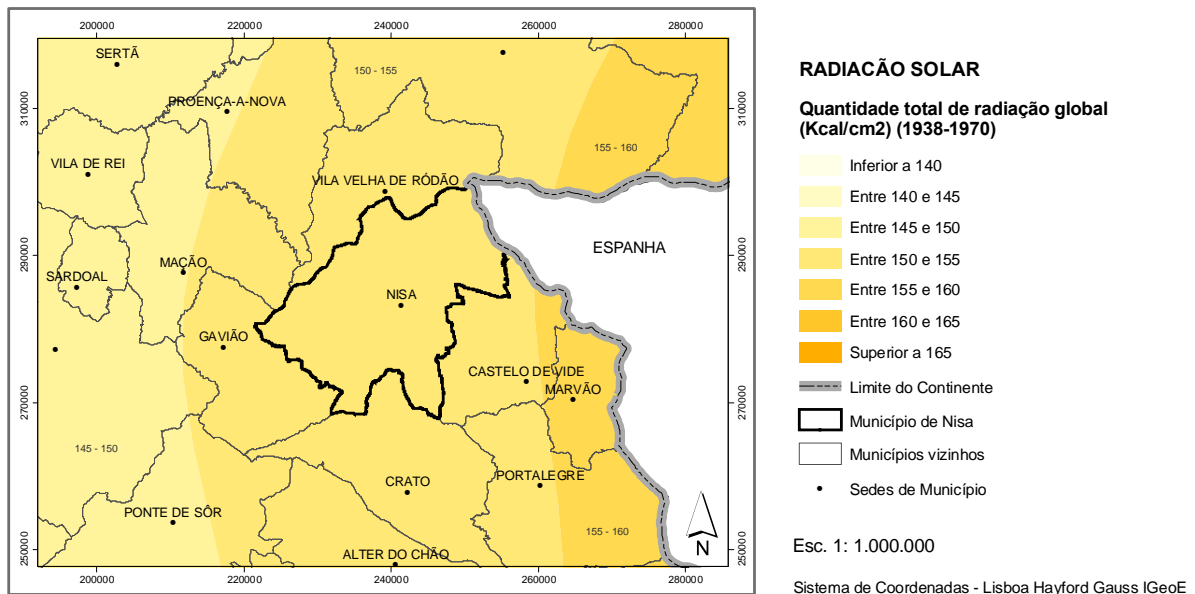 200000
220000
240000
260000
280000
SERTÃ
150 - 155
PROENÇA-A-NOVA
310000
310000
155 - 160
VILA DE REI
VILA VELHA DE RÓDÃO
ESPANHA
290000
290000
MAÇÃO
SARDOAL
NISA
GAVIÃO
CASTELO DE VIDE
MARVÃO
270000
270000
145 - 150
CRATO
PORTALEGRE
PONTE DE SÔR
155 - 160
N
ALTER DO CHÃO
250000
250000
200000
220000
240000
260000
280000
RADIACÃO SOLAR
Quantidade total de radiação global
(Kcal/cm2) (1938-1970)
Inferior a 140
Entre 140 e 145
Entre 145 e 150
Entre 150 e 155
Entre 155 e 160
Entre 160 e 165
Superior a 165
Limite do Continente
Município de Nisa
Municípios vizinhos
Sedes de Município
Esc. 1: 1.000.000
Sistema de Coordenadas - Lisboa Hayford Gauss IGeoE